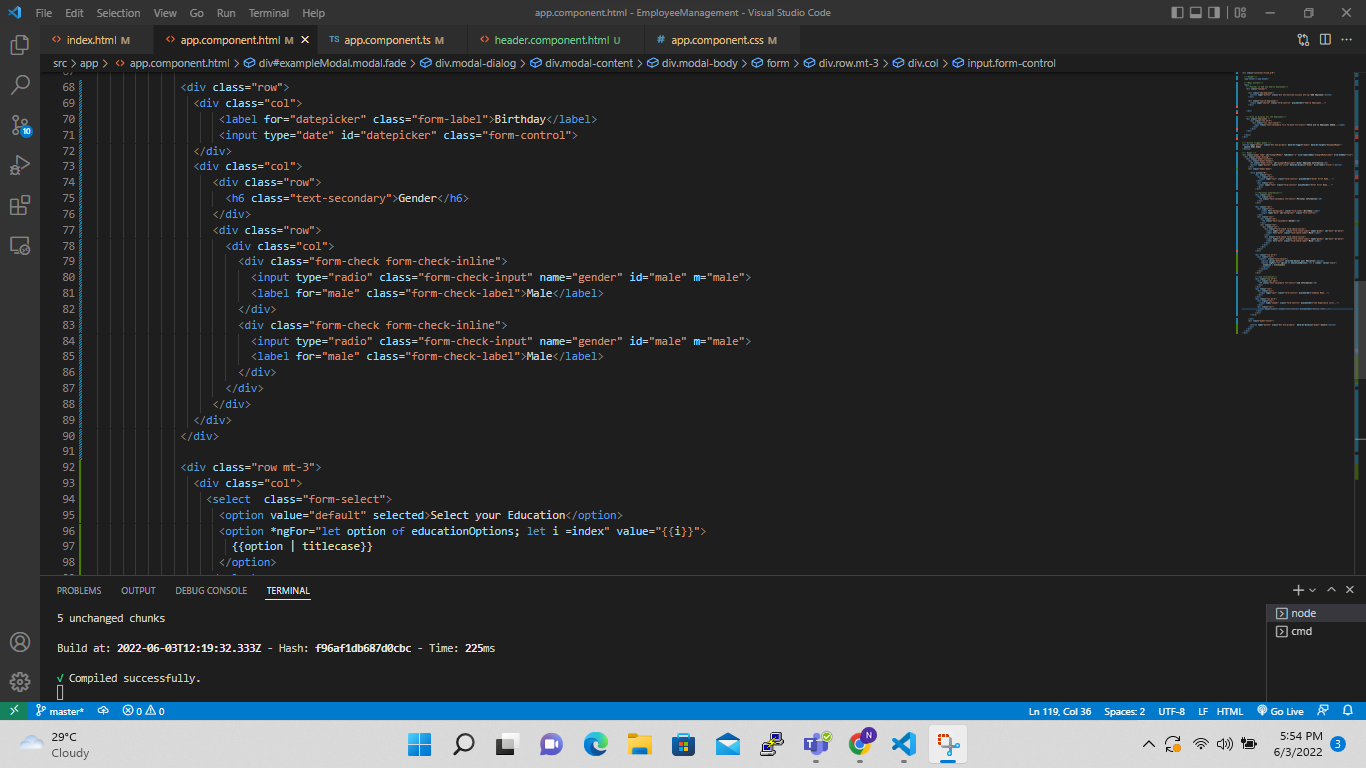 File Edit Selection View Go Run Terminal Help app.component.html - EmployeeManagement - Visual Studio Code
index.html M app.component.html M TS app.component.ts M header.component.html U # app.component.css M
src > app > app.component.html > div#exampleModal.modal.fade > div.modal-dialog > div.modal-content > div.modal-body > form > div.row.mt-3 > div.col > input.form-control
68 <div class="row">
69 <div class="col">
70 <label for="datepicker" class="form-label">Birthday</label>
71 <input type="date" id="datepicker" class="form-control">
72 </div>
73 <div class="col">
74 <div class="row">
75 <h6 class="text-secondary">Gender</h6>
76 </div>
77 <div class="row">
78 <div class="col">
79 <div class="form-check form-check-inline">
80 <input type="radio" class="form-check-input" name="gender" id="male" m="male">
81 <label for="male" class="form-check-label">Male</label>
82 </div>
83 <div class="form-check form-check-inline">
84 <input type="radio" class="form-check-input" name="gender" id="male" m="male">
85 <label for="male" class="form-check-label">Male</label>
86 </div>
87 </div>
88 </div>
89 </div>
90 </div>
91
92 <div class="row mt-3">
93 <div class="col">
94 <select  class="form-select">
95 <option value="default" selected>Select your Education</option>
96 <option *ngFor="let option of educationOptions; let i =index" value="{{i}}">
97 {{option | titlecase}}
98 </option>
PROBLEMS OUTPUT DEBUG CONSOLE TERMINAL
5 unchanged chunks
node
cmd
Build at: 2022-06-03T12:19:32.333Z - Hash: f96af1db687d0cbc - Time: 225ms
√ Compiled successfully.
10
master* 0 0 Ln 119, Col 36 Spaces: 2 UTF-8 LF HTML Go Live
29°C
Cloudy
N
5:54 PM
6/3/2022
3